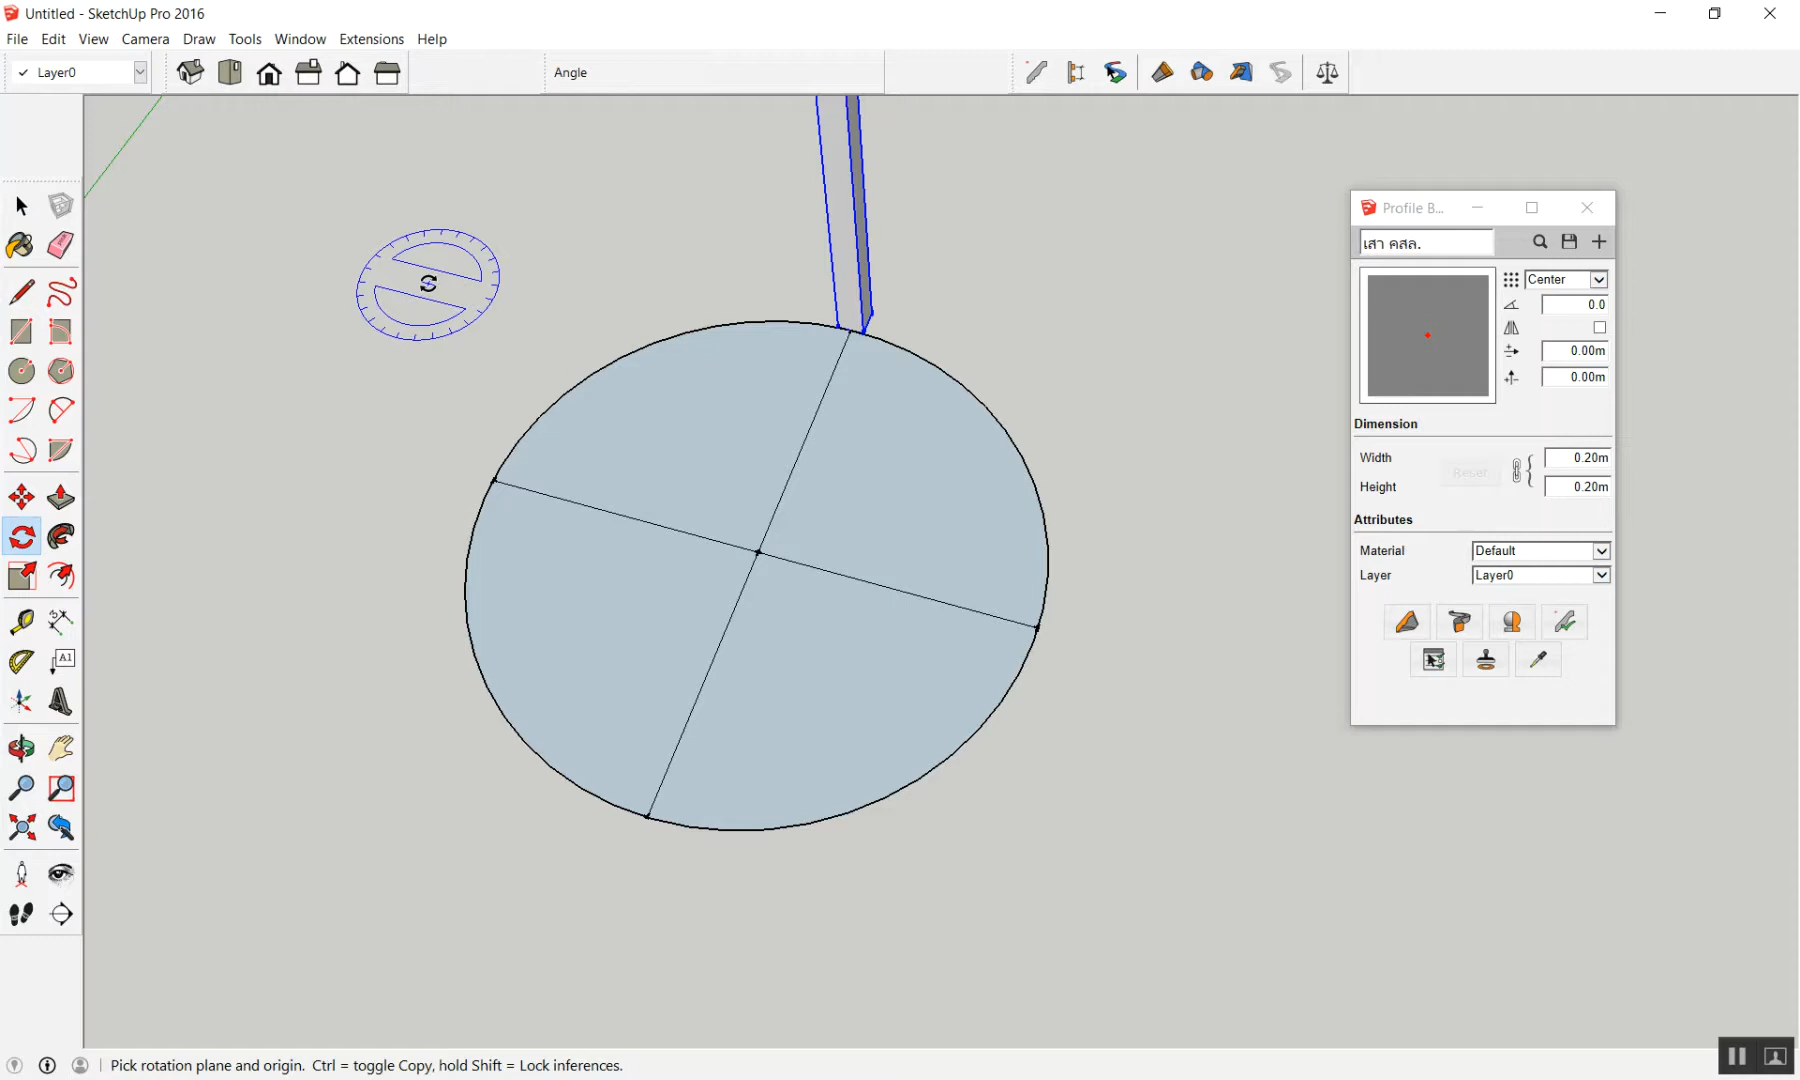 Untitled - SketchUp Pro 2016
File Edit View Camera Draw Tools Window Extensions Help
✓ Layer0
Angle
Profile B...
เสา คสล.
Center
0.0
0.00m
0.00m
Dimension
Width 0.20m
Reset
Height 0.20m
Attributes
Material Default
Layer Layer0
A1
Pick rotation plane and origin. Ctrl = toggle Copy, hold Shift = Lock inferences.